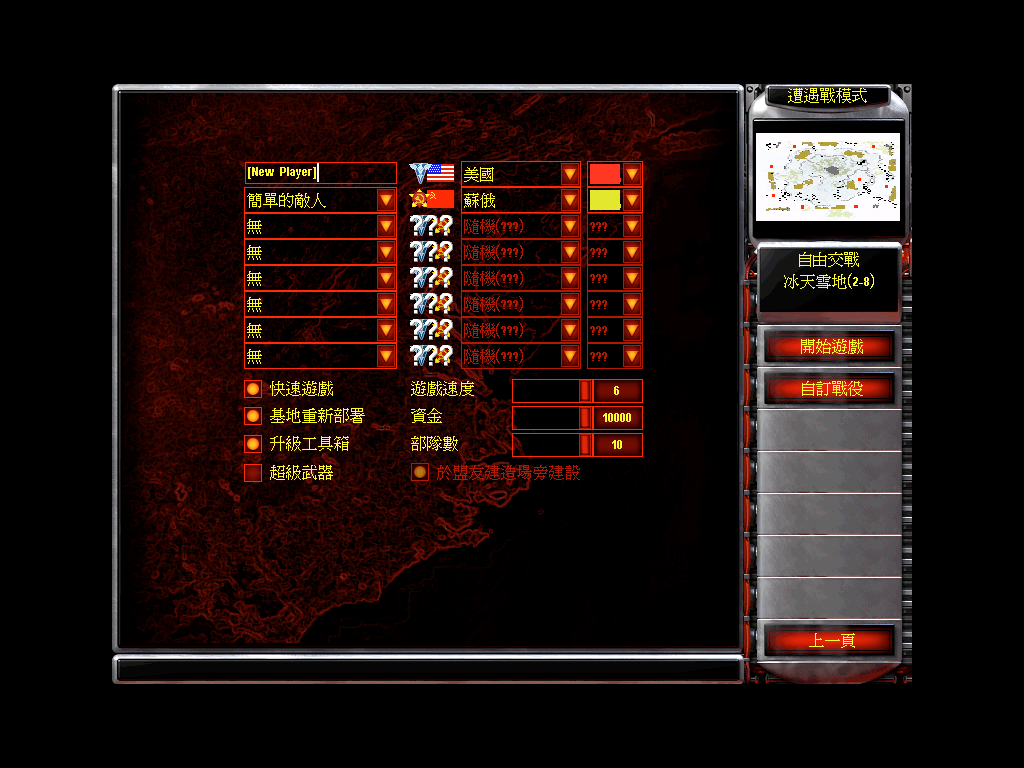 遭遇戰模式
[New Player] 美國
簡單的敵人 蘇俄
無 ??? 隨機(???) ???
無 ??? 隨機(???) ???
無 ??? 隨機(???) ???
無 ??? 隨機(???) ???
無 ??? 隨機(???) ???
無 ??? 隨機(???) ???
快速遊戲 遊戲速度 6
基地重新部署 資金 10000
升級工具箱 部隊數 10
超級武器 於盟友建造場旁建設
自由交戰
冰天雪地(2-8)
開始遊戲
自訂戰役
上一頁